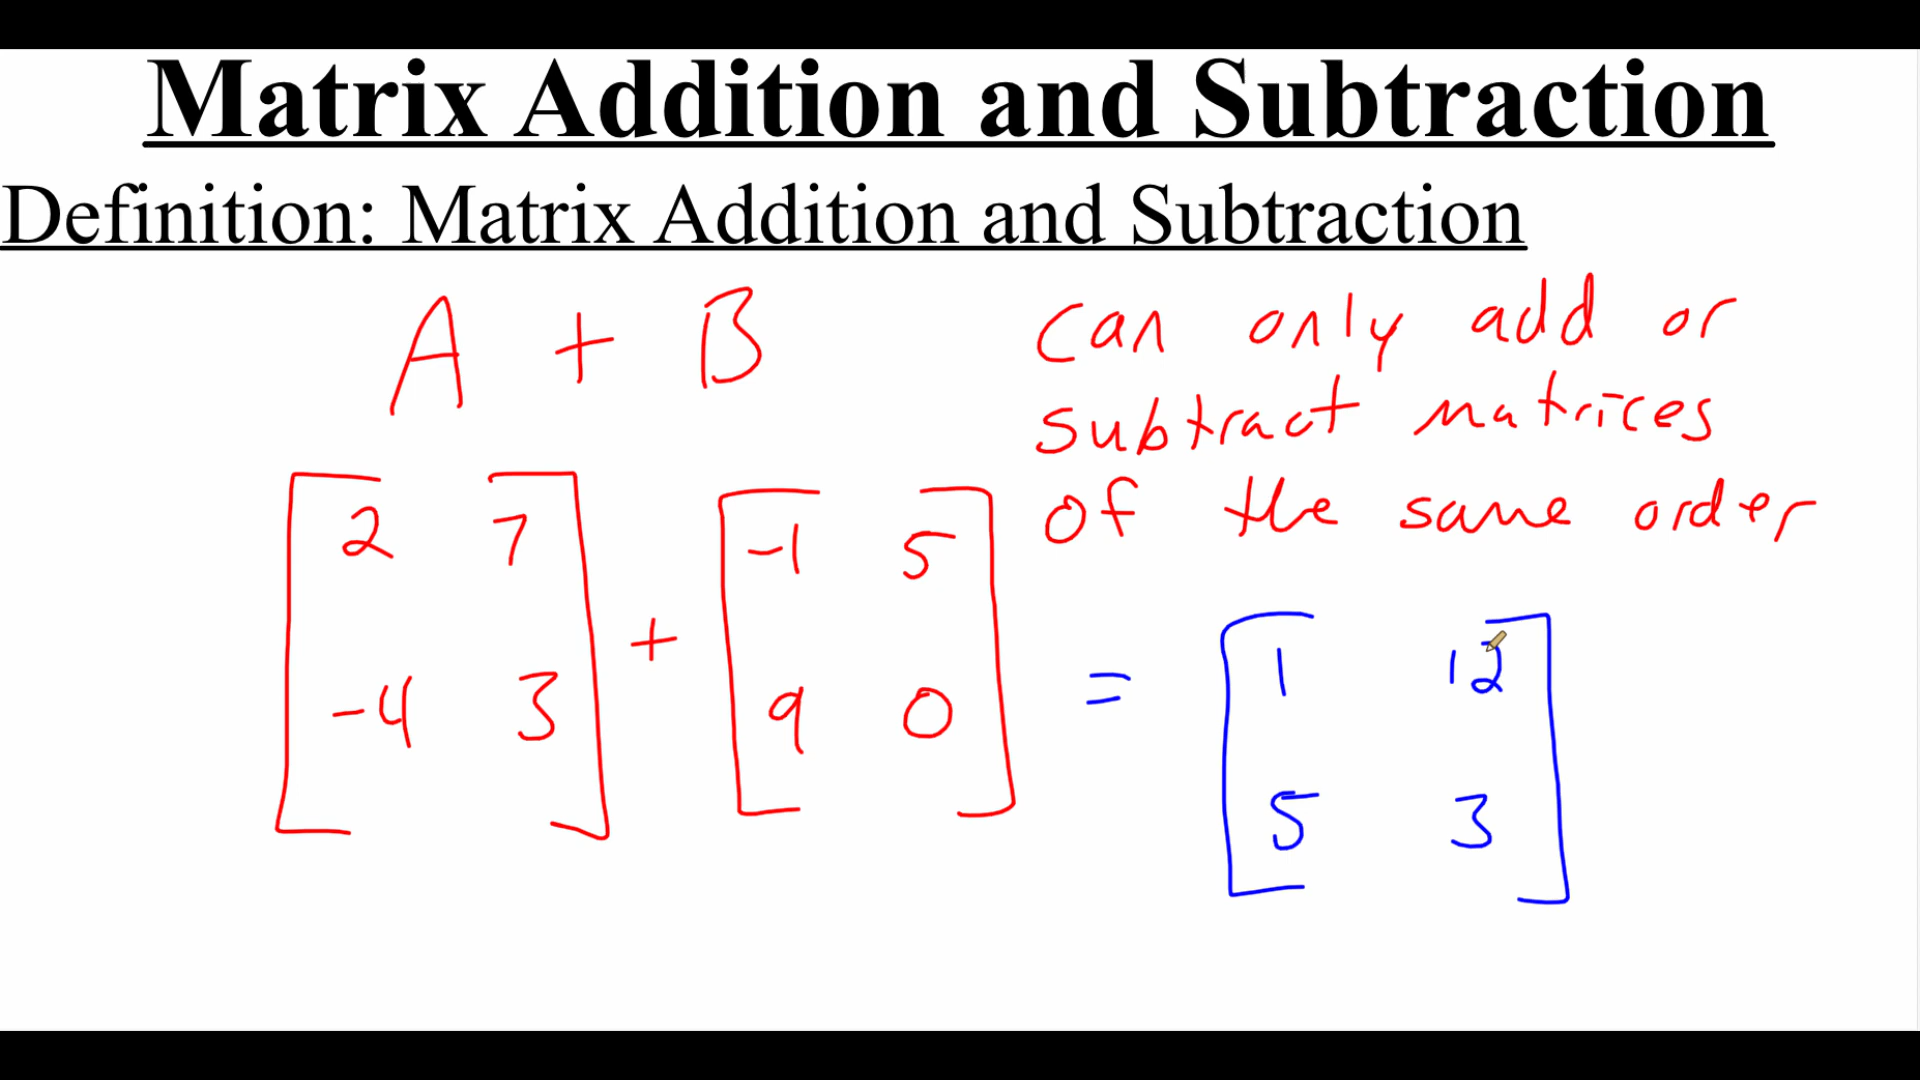 Matrix Addition and Subtraction
Definition: Matrix Addition and Subtraction
A + B
can only add or
subtract matrices
of the same order
2 7
-4 3
+
-1 5
9 0
=
1 12
5 3